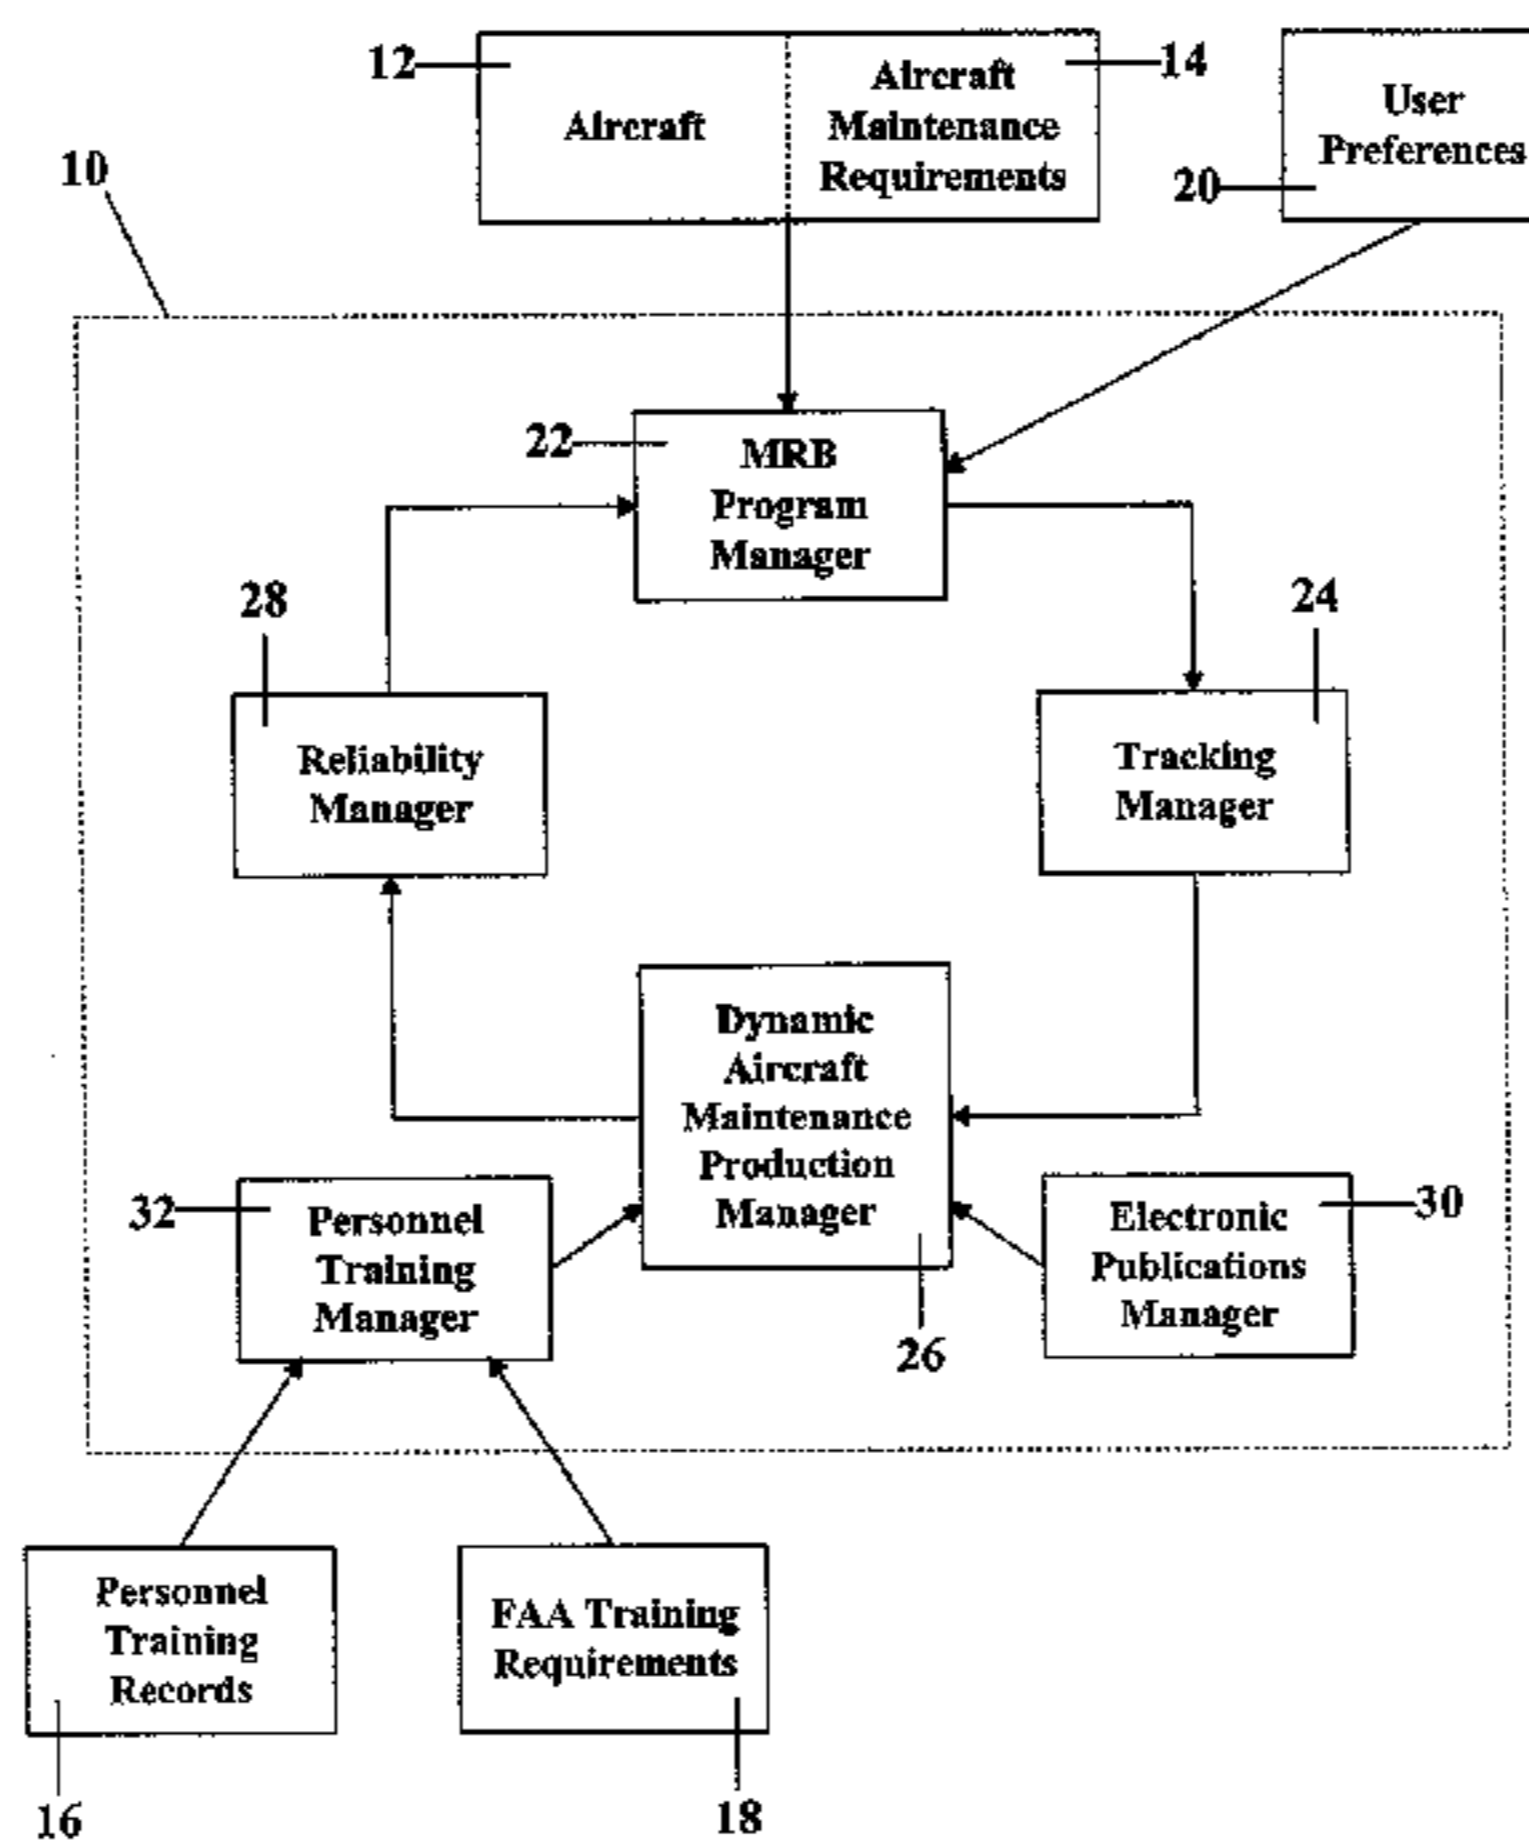 12
Aircraft
Aircraft
Maintenance
Requirements
14
User
Preferences
20
10
22
MRB
Program
Manager
28
Reliability
Manager
24
Tracking
Manager
Dynamic
Aircraft
Maintenance
Production
Manager
26
32
Personnel
Training
Manager
Electronic
Publications
Manager
30
Personnel
Training
Records
16
FAA Training
Requirements
18